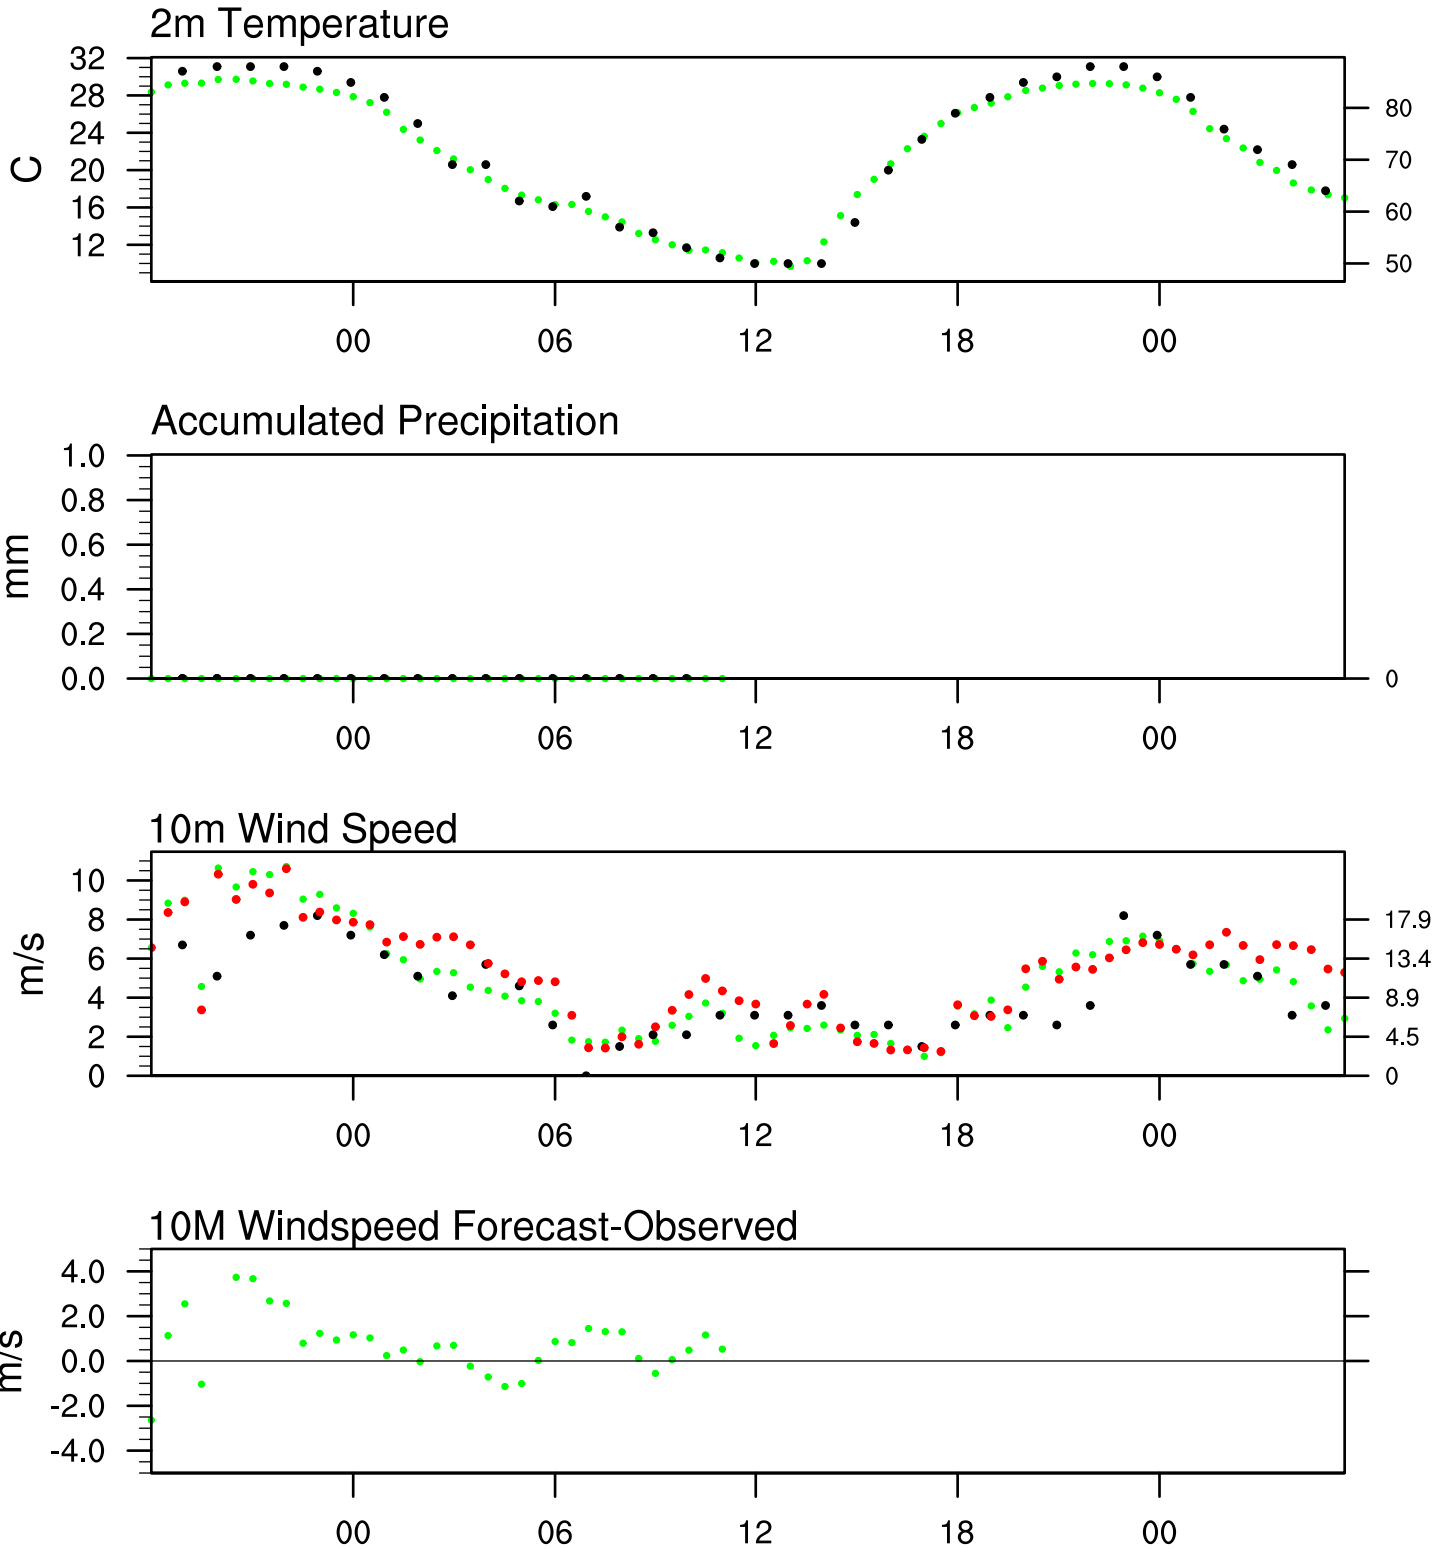 2m Temperature
32
28
24
20
16
12
C
80
70
60
50
00 06 12 18 00
Accumulated Precipitation
1.0
0.8
0.6
0.4
0.2
0.0
mm
0
00 06 12 18 00
10m Wind Speed
10
8
6
4
2
0
m/s
17.9
13.4
8.9
4.5
0
00 06 12 18 00
10M Windspeed Forecast-Observed
4.0
2.0
0.0
-2.0
-4.0
m/s
00 06 12 18 00